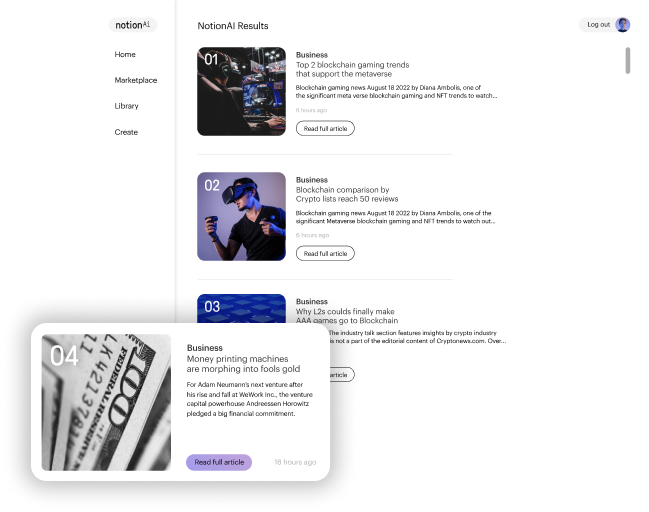 notionAi
Home
Marketplace
Library
Create
NotionAI Results
Log out
01
Business
Top 2 blockchain gaming trends
that support the metaverse
Blockchain gaming news August 18 2022 by Diana Ambolis, one of
the significant meta verse blockchain gaming and NFT trends to watch...
6 hours ago
Read full article
02
Business
Blockchain comparison by
Crypto lists reach 50 reviews
Blockchain gaming news August 18 2022 by Diana Ambolis, one of the
significant Metaverse blockchain gaming and NFT trends to watch out...
6 hours ago
Read full article
03
Business
Why L2s coulds finally make
AAA games go to Blockchain
The industry talk section features insights by crypto industry
is not a part of the editorial content of Cryptonews.com. Over...
article
04
Business
Money printing machines
are morphing into fools gold
For Adam Neumann's next venture after
his rise and fall at WeWork Inc., the venture
capital powerhouse Andreessen Horowitz
pledged a big financial commitment.
Read full article
18 hours ago
LK4213781
FEDERAL RESERVE
100